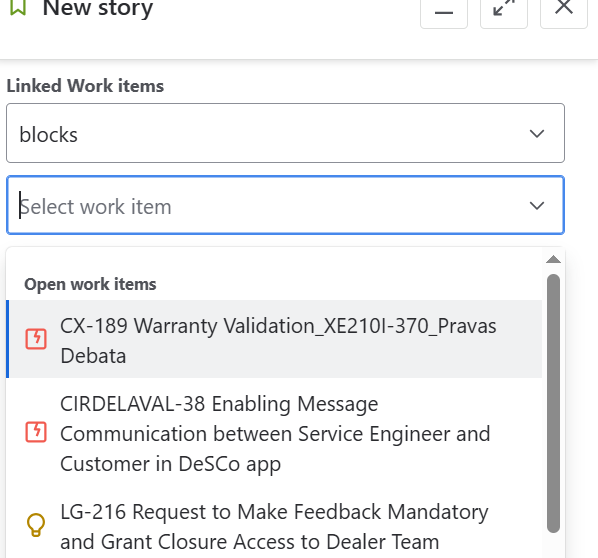 New story
Linked Work items
blocks
Select work item
Open work items
CX-189 Warranty Validation_XE210I-370_Pravas
Debata
CIRDELAVAL-38 Enabling Message
Communication between Service Engineer and
Customer in DeSCo app
LG-216 Request to Make Feedback Mandatory
and Grant Closure Access to Dealer Team